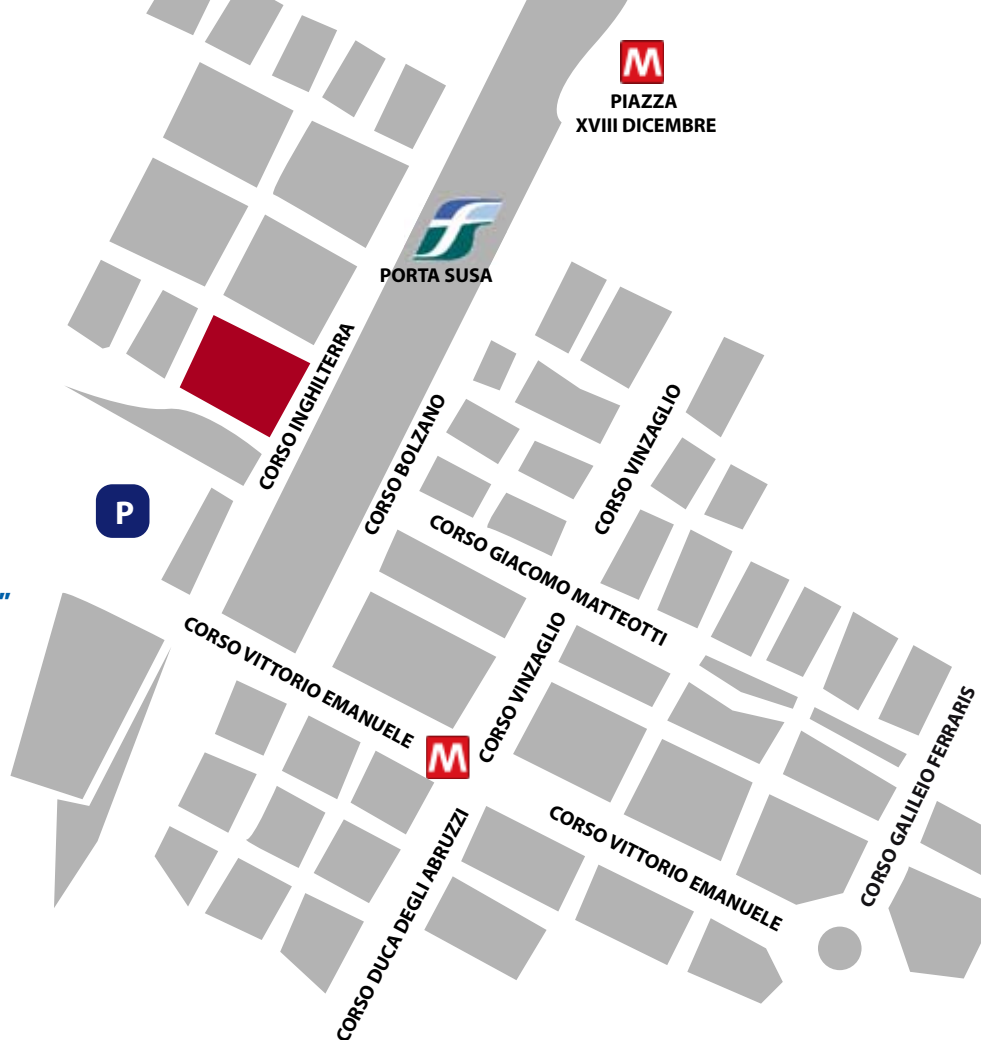 M
PIAZZA
XVIII DICEMBRE
PORTA SUSA
CORSO INGHILTERRA
CORSO BOLZANO
CORSO VINZAGLIO
P
CORSO GIACOMO MATTEOTTI
”
CORSO VITTORIO EMANUELE
CORSO VINZAGLIO
M
CORSO GALILEIO FERRARIS
CORSO VITTORIO EMANUELE
CORSO DUCA DEGLI ABRUZZI